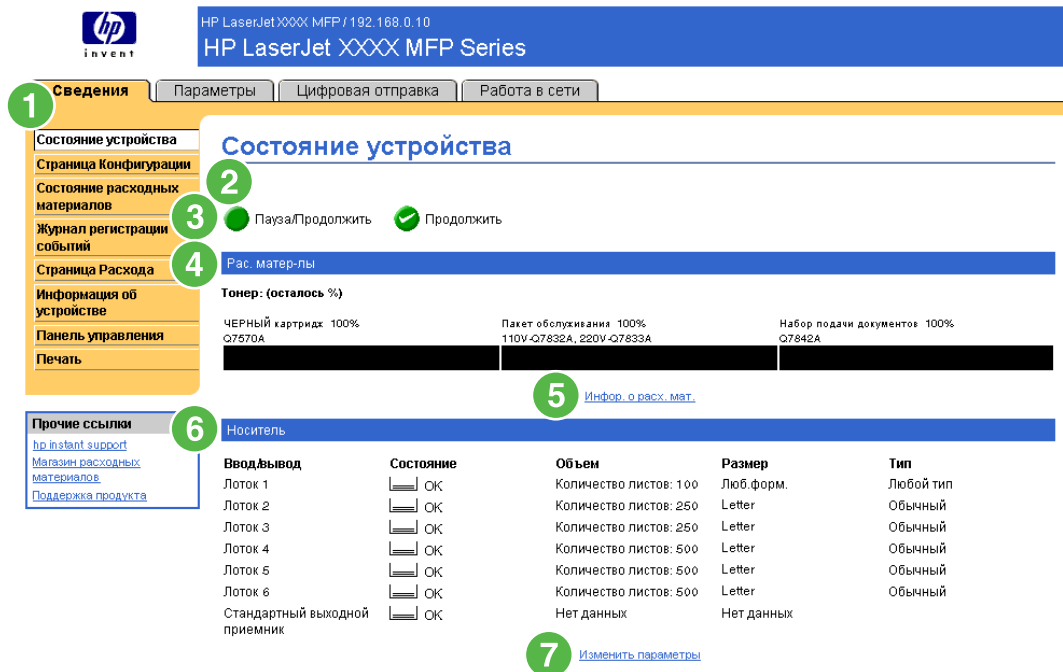 hp
invent
HP LaserJet XXXX MFP / 192.168.0.10
HP LaserJet XXXX MFP Series
1
Сведения
Параметры
Цифровая отправка
Работа в сети
Состояние устройства
Страница Конфигурации
Состояние расходных
материалов
Журнал регистрации
событий
Страница Расхода
Информация об
устройстве
Панель управления
Печать
Прочие ссылки
hp instant support
Магазин расходных
материалов
Поддержка продукта
Состояние устройства
2
3
Пауза/Продолжить
Продолжить
4
Рас. матер-лы
Тонер: (осталось %)
ЧЕРНЫЙ картридж 100%
Q7570A
Пакет обслуживания 100%
110V-Q7832A, 220V-Q7833A
Набор подачи документов 100%
Q7842A
5
Инфор. о расх. мат.
6
Носитель
Ввод/вывод Состояние Объем Размер Тип
Лоток 1 OK Количество листов: 100 Люб.форм. Любой тип
Лоток 2 OK Количество листов: 250 Letter Обычный
Лоток 3 OK Количество листов: 250 Letter Обычный
Лоток 4 OK Количество листов: 500 Letter Обычный
Лоток 5 OK Количество листов: 500 Letter Обычный
Лоток 6 OK Количество листов: 500 Letter Обычный
Стандартный выходной OK Нет данных Нет данных
приемник
7
Изменить параметры